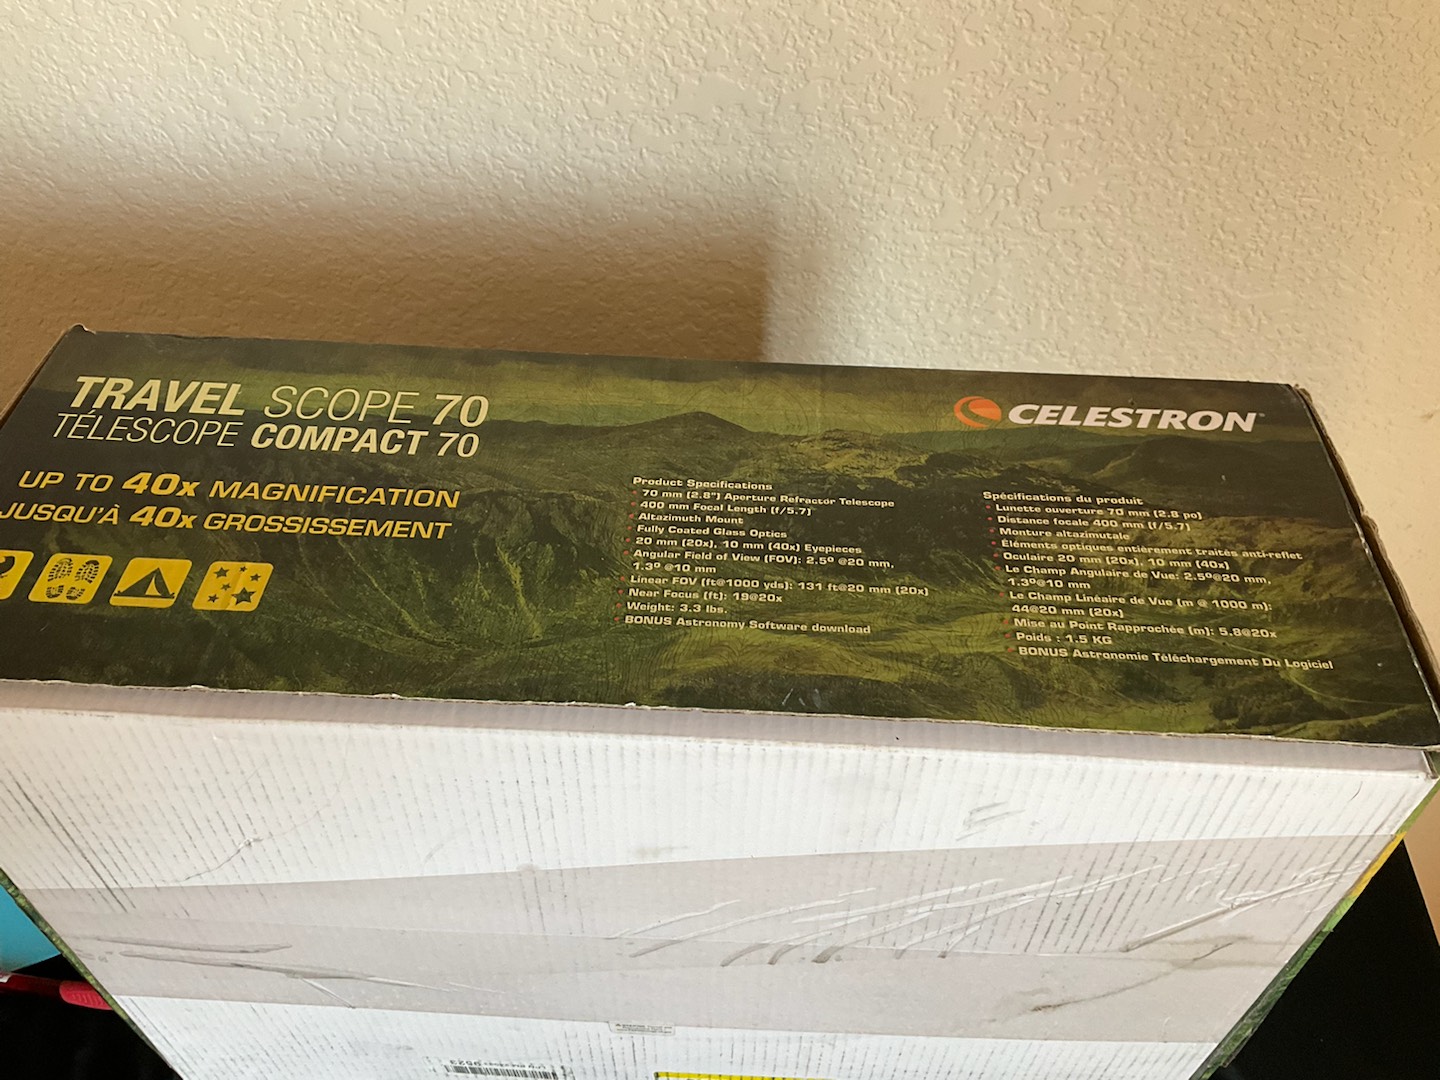 TRAVEL SCOPE 70
TÉLESCOPE COMPACT 70
UP TO 40x MAGNIFICATION
JUSQU'À 40x GROSSISSEMENT
CELESTRON
Product Specifications
70 mm (2.8") Aperture Refractor Telescope
400 mm Focal Length (f/5.7)
Altazimuth Mount
Fully Coated Glass Optics
20 mm (20x), 10 mm (40x) Eyepieces
Angular Field of View (FOV): 2.5º @20 mm,
1.3º @10 mm
Linear FOV (ft@1000 yds): 131 ft@20 mm (20x)
Near Focus (ft): 19@20x
Weight: 3.3 lbs.
BONUS Astronomy Software download
Spécifications du produit
Lunette ouverture 70 mm (2.8 po)
Distance focale 400 mm (f/5.7)
Monture altazimutale
Éléments optiques entièrement traités anti-reflet
Oculaire 20 mm (20x), 10 mm (40x)
Le Champ Angulaire de Vue: 2.5º@20 mm,
1.3º@10 mm
Le Champ Linéaire de Vue (m @ 1000 m):
44@20 mm (20x)
Mise au Point Rapprochée (m): 5.8@20x
Poids : 1.5 KG
BONUS Astronomie Téléchargement Du Logiciel